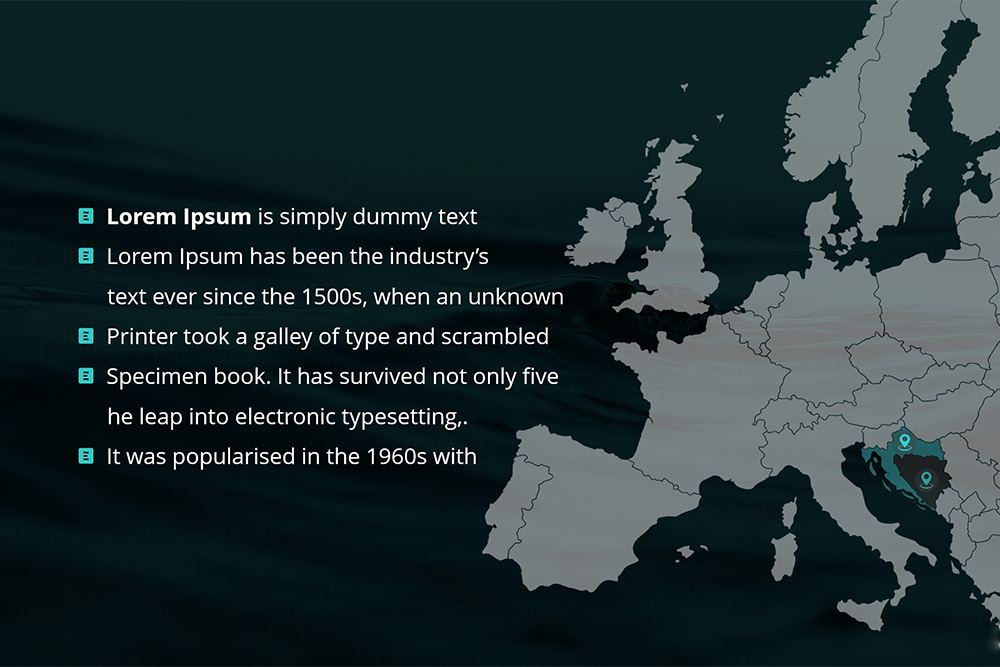 Lorem Ipsum is simply dummy text
Lorem Ipsum has been the industry’s
text ever since the 1500s, when an unknown
Printer took a galley of type and scrambled
Specimen book. It has survived not only five
he leap into electronic typesetting,.
It was popularised in the 1960s with